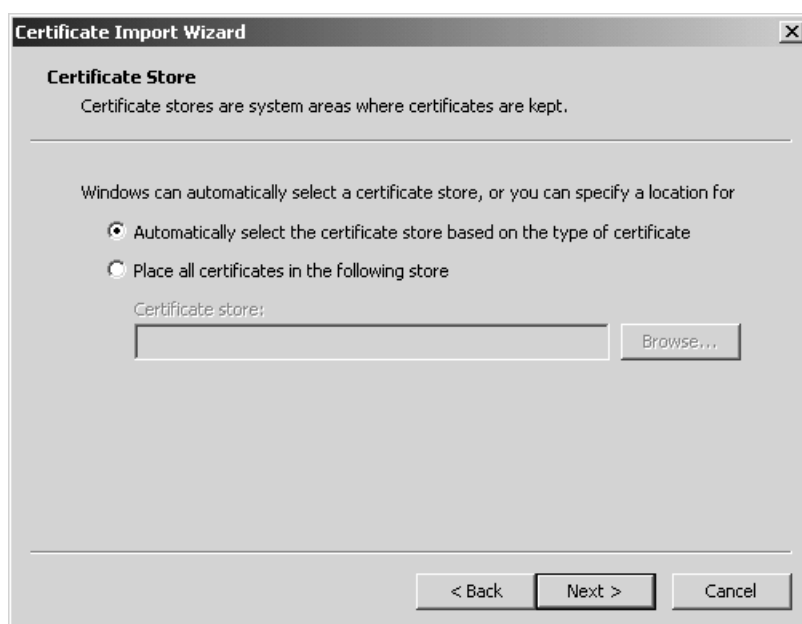 Certificate Import Wizard
Certificate Store
Certificate stores are system areas where certificates are kept.
Windows can automatically select a certificate store, or you can specify a location for
Automatically select the certificate store based on the type of certificate
Place all certificates in the following store
Certificate store:
Browse...
< Back Next > Cancel